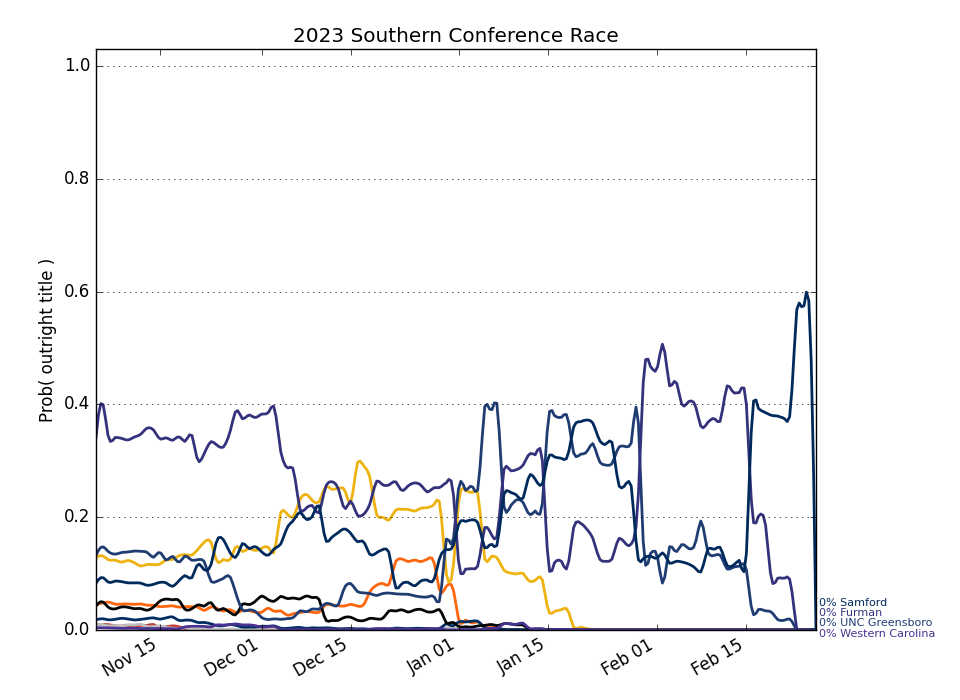 2023 Southern Conference Race
Prob( outright title )
1.0
0.8
0.6
0.4
0.2
0.0
Nov 15
Dec 01
Dec 15
Jan 01
Jan 15
Feb 01
Feb 15
0% Samford
0% Furman
0% UNC Greensboro
0% Western Carolina